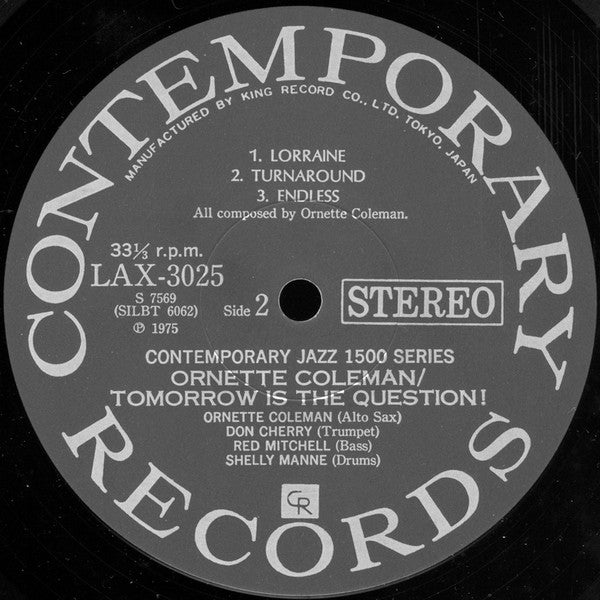 CONTEMPORARY
MANUFACTURED BY KING RECORD CO., LTD. TOKYO, JAPAN
1. LORRAINE
2. TURNAROUND
3. ENDLESS
All composed by Ornette Coleman.
33⅓ r.p.m.
LAX-3025
S 7569
(SILBT 6062)
Side 2
STEREO
℗ 1975
CONTEMPORARY JAZZ 1500 SERIES
ORNETTE COLEMAN/
TOMORROW IS THE QUESTION!
ORNETTE COLEMAN (Alto Sax)
DON CHERRY (Trumpet)
RED MITCHELL (Bass)
SHELLY MANNE (Drums)
CR
RECORDS